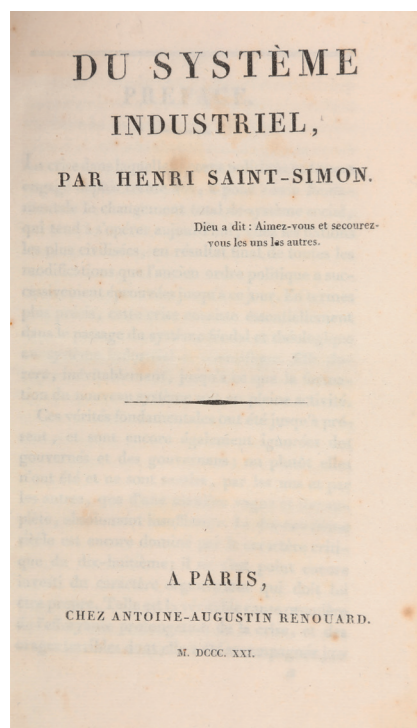 DU SYSTÈME
INDUSTRIEL,
PAR HENRI SAINT-SIMON.
Dieu a dit : Aimez-vous et secourez-
vous les uns les autres.
A PARIS,
CHEZ ANTOINE-AUGUSTIN RENOUARD.
M. DCCC. XXI.